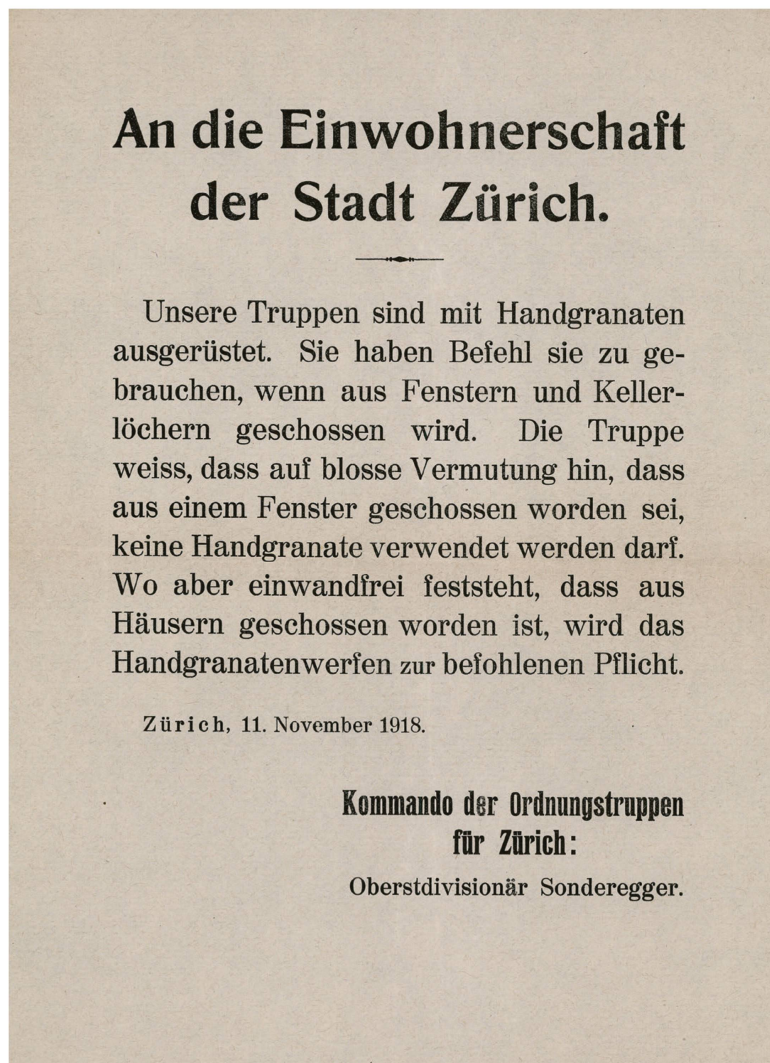 An die Einwohnerschaft
der Stadt Zürich.
Unsere Truppen sind mit Handgranaten
ausgerüstet. Sie haben Befehl sie zu ge-
brauchen, wenn aus Fenstern und Keller-
löchern geschossen wird. Die Truppe
weiss, dass auf blosse Vermutung hin, dass
aus einem Fenster geschossen worden sei,
keine Handgranate verwendet werden darf.
Wo aber einwandfrei feststeht, dass aus
Häusern geschossen worden ist, wird das
Handgranatenwerfen zur befohlenen Pflicht.
Zürich, 11. November 1918.
Kommando der Ordnungstruppen
für Zürich:
Oberstdivisionär Sonderegger.